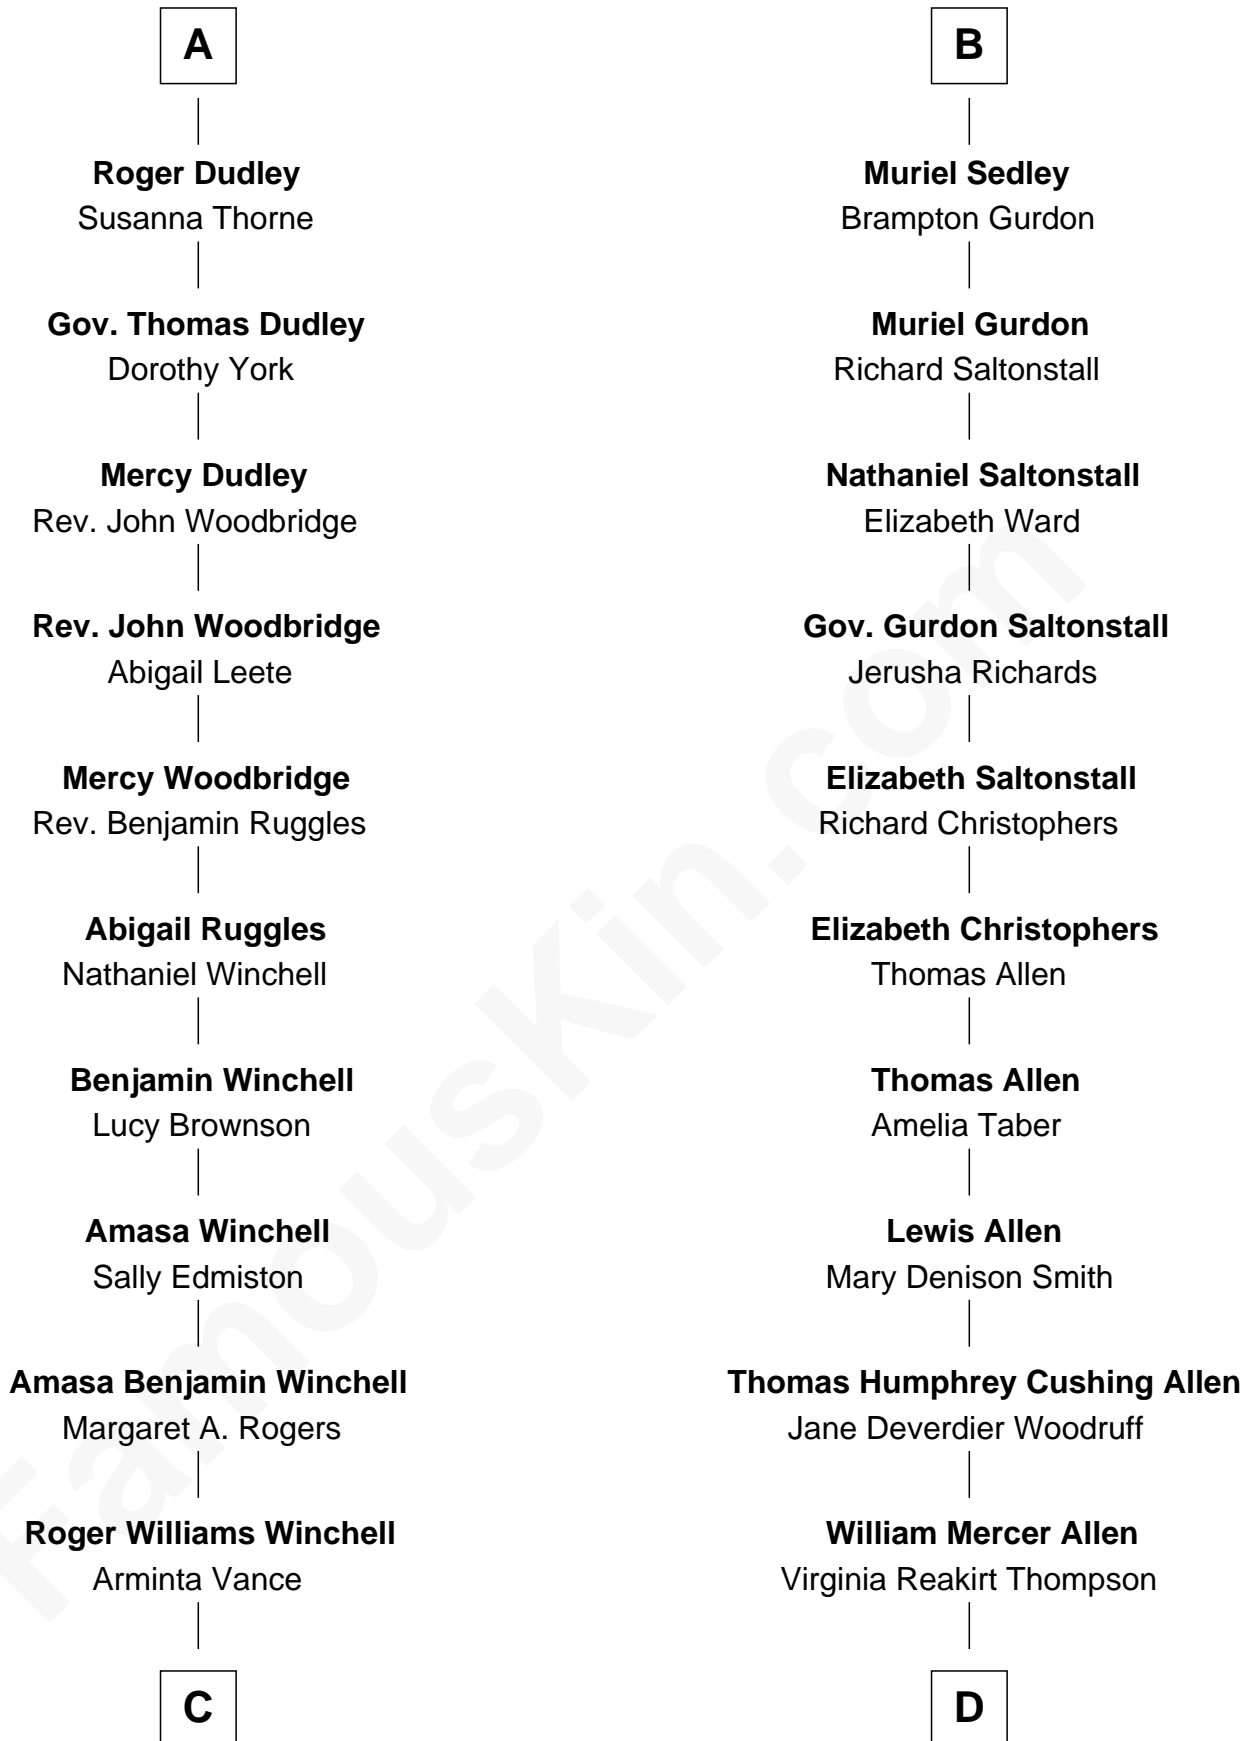 A
Roger Dudley
Susanna Thorne
Gov. Thomas Dudley
Dorothy York
Mercy Dudley
Rev. John Woodbridge
Rev. John Woodbridge
Abigail Leete
Mercy Woodbridge
Rev. Benjamin Ruggles
Abigail Ruggles
Nathaniel Winchell
Benjamin Winchell
Lucy Brownson
Amasa Winchell
Sally Edmiston
Amasa Benjamin Winchell
Margaret A. Rogers
Roger Williams Winchell
Arminta Vance
C
B
Muriel Sedley
Brampton Gurdon
Muriel Gurdon
Richard Saltonstall
Nathaniel Saltonstall
Elizabeth Ward
Gov. Gurdon Saltonstall
Jerusha Richards
Elizabeth Saltonstall
Richard Christophers
Elizabeth Christophers
Thomas Allen
Thomas Allen
Amelia Taber
Lewis Allen
Mary Denison Smith
Thomas Humphrey Cushing Allen
Jane Deverdier Woodruff
William Mercer Allen
Virginia Reakirt Thompson
D
FamousKin.com